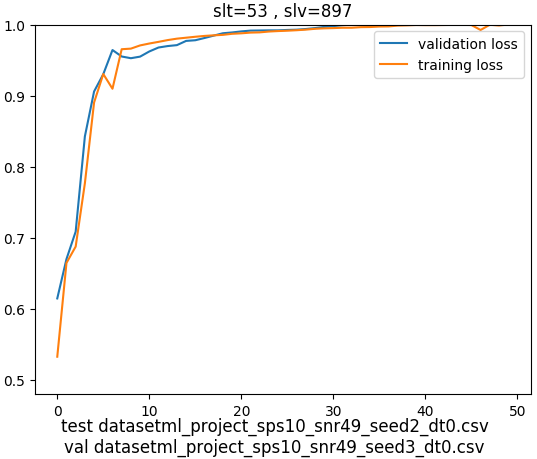 slt=53 , slv=897
1.0
validation loss
training loss
0.9
0.8
0.7
0.6
0.5
0 10 20 30 40 50
test datasetml_project_sps10_snr49_seed2_dt0.csv
val datasetml_project_sps10_snr49_seed3_dt0.csv